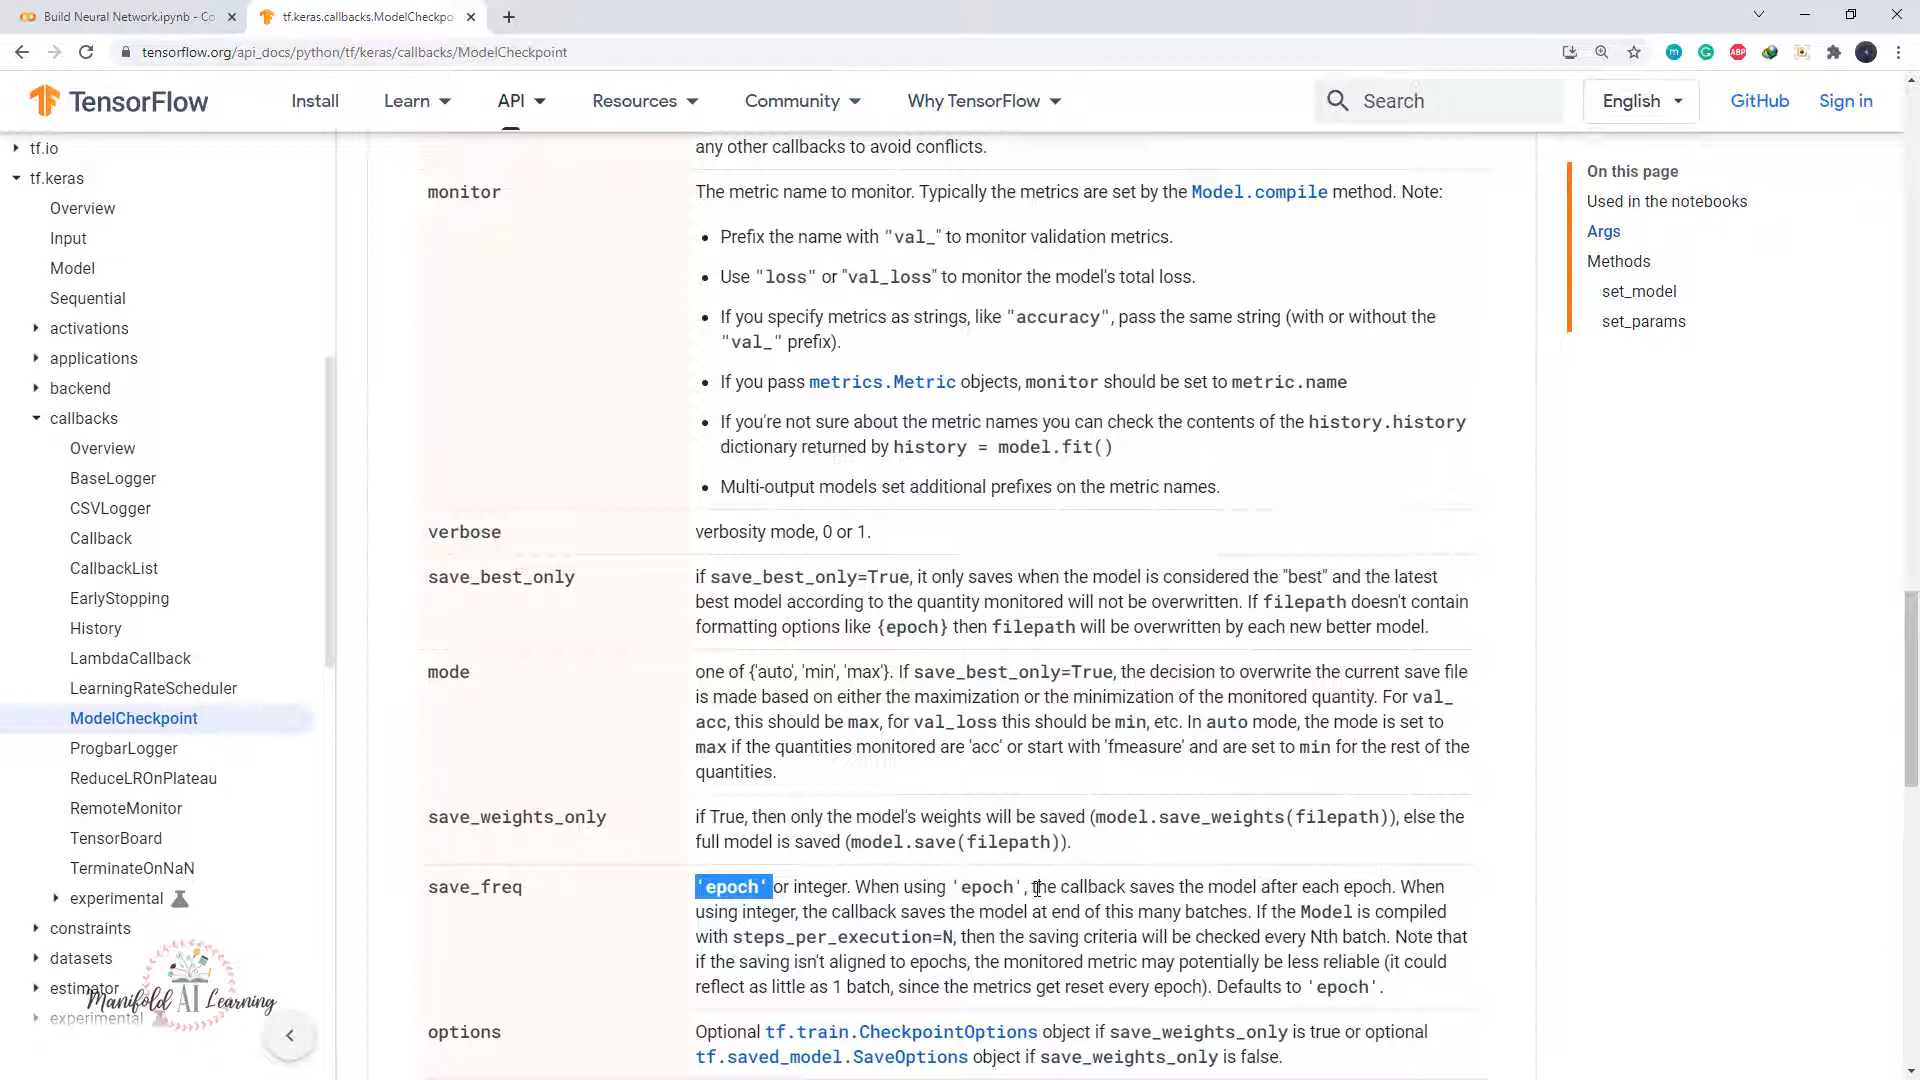 Build Neural Network.ipynb - Co
tf.keras.callbacks.ModelCheckpo
tensorflow.org/api_docs/python/tf/keras/callbacks/ModelCheckpoint
TensorFlow
Install
Learn
API
Resources
Community
Why TensorFlow
Search
English
GitHub
Sign in
tf.io
tf.keras
Overview
Input
Model
Sequential
activations
applications
backend
callbacks
Overview
BaseLogger
CSVLogger
Callback
CallbackList
EarlyStopping
History
LambdaCallback
LearningRateScheduler
ModelCheckpoint
ProgbarLogger
ReduceLROnPlateau
RemoteMonitor
TensorBoard
TerminateOnNaN
experimental
constraints
datasets
estimator
experimental
Manifold AI Learning
any other callbacks to avoid conflicts.
monitor
The metric name to monitor. Typically the metrics are set by the Model.compile method. Note:
• Prefix the name with "val_" to monitor validation metrics.
• Use "loss" or "val_loss" to monitor the model's total loss.
• If you specify metrics as strings, like "accuracy", pass the same string (with or without the
"val_" prefix).
• If you pass metrics.Metric objects, monitor should be set to metric.name
• If you're not sure about the metric names you can check the contents of the history.history
dictionary returned by history = model.fit()
• Multi-output models set additional prefixes on the metric names.
verbose
verbosity mode, 0 or 1.
save_best_only
if save_best_only=True, it only saves when the model is considered the "best" and the latest
best model according to the quantity monitored will not be overwritten. If filepath doesn't contain
formatting options like {epoch} then filepath will be overwritten by each new better model.
mode
one of {'auto', 'min', 'max'}. If save_best_only=True, the decision to overwrite the current save file
is made based on either the maximization or the minimization of the monitored quantity. For val_
acc, this should be max, for val_loss this should be min, etc. In auto mode, the mode is set to
max if the quantities monitored are 'acc' or start with 'fmeasure' and are set to min for the rest of the
quantities.
save_weights_only
if True, then only the model's weights will be saved (model.save_weights(filepath)), else the
full model is saved (model.save(filepath)).
save_freq
'epoch' or integer. When using 'epoch', the callback saves the model after each epoch. When
using integer, the callback saves the model at end of this many batches. If the Model is compiled
with steps_per_execution=N, then the saving criteria will be checked every Nth batch. Note that
if the saving isn't aligned to epochs, the monitored metric may potentially be less reliable (it could
reflect as little as 1 batch, since the metrics get reset every epoch). Defaults to 'epoch'.
options
Optional tf.train.CheckpointOptions object if save_weights_only is true or optional
tf.saved_model.SaveOptions object if save_weights_only is false.
On this page
Used in the notebooks
Args
Methods
set_model
set_params